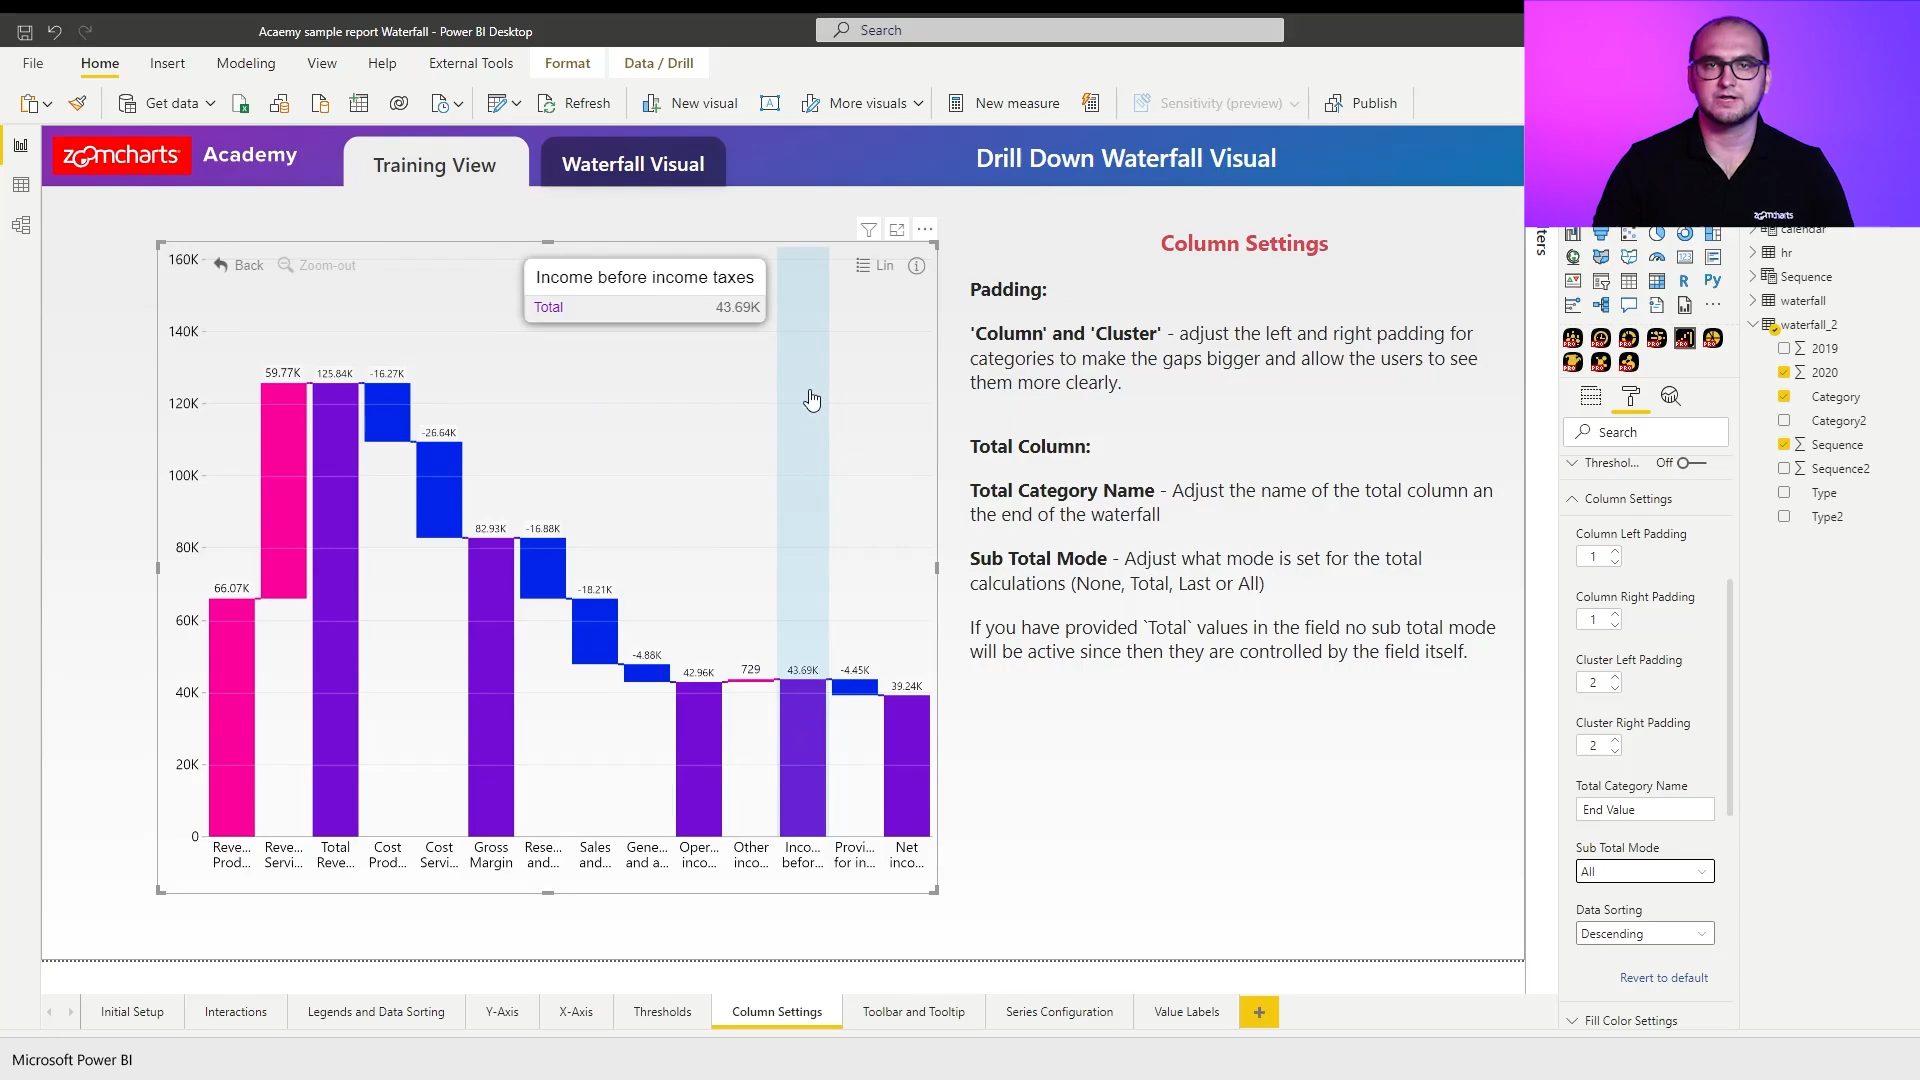 Acaemy sample report Waterfall - Power BI Desktop
Search
File
Home
Insert
Modeling
View
Help
External Tools
Format
Data / Drill
Get data
Refresh
New visual
More visuals
New measure
Sensitivity (preview)
Publish
zoomcharts
Academy
Training View
Waterfall Visual
Drill Down Waterfall Visual
zoomcharts
Back
Zoom-out
Lin
Income before income taxes
Total 43.69K
160K
140K
120K
100K
80K
60K
40K
20K
0
66.07K
59.77K
125.84K
-16.27K
-26.64K
82.93K
-16.88K
-18.21K
-4.88K
42.96K
729
43.69K
-4.45K
39.24K
Reve...
Prod...
Reve...
Servi...
Total
Reve...
Cost
Prod...
Cost
Servi...
Gross
Margin
Rese...
and...
Sales
and...
Gene...
and a...
Oper...
inco...
Other
inco...
Inco...
befor...
Provi...
for in...
Net
inco...
Column Settings
Padding:
'Column' and 'Cluster' - adjust the left and right padding for
categories to make the gaps bigger and allow the users to see
them more clearly.
Total Column:
Total Category Name - Adjust the name of the total column an
the end of the waterfall
Sub Total Mode - Adjust what mode is set for the total
calculations (None, Total, Last or All)
If you have provided `Total` values in the field no sub total mode
will be active since then they are controlled by the field itself.
ters
R
Py
PRO
PRO
PRO
PRO
PRO
PRO
PRO
PRO
PRO
Search
Threshol...
Off
Column Settings
Column Left Padding
1
Column Right Padding
1
Cluster Left Padding
2
Cluster Right Padding
2
Total Category Name
End Value
Sub Total Mode
All
Data Sorting
Descending
Revert to default
Fill Color Settings
calendar
hr
Sequence
waterfall
waterfall_2
2019
2020
Category
Category2
Sequence
Sequence2
Type
Type2
Initial Setup
Interactions
Legends and Data Sorting
Y-Axis
X-Axis
Thresholds
Column Settings
Toolbar and Tooltip
Series Configuration
Value Labels
Microsoft Power BI